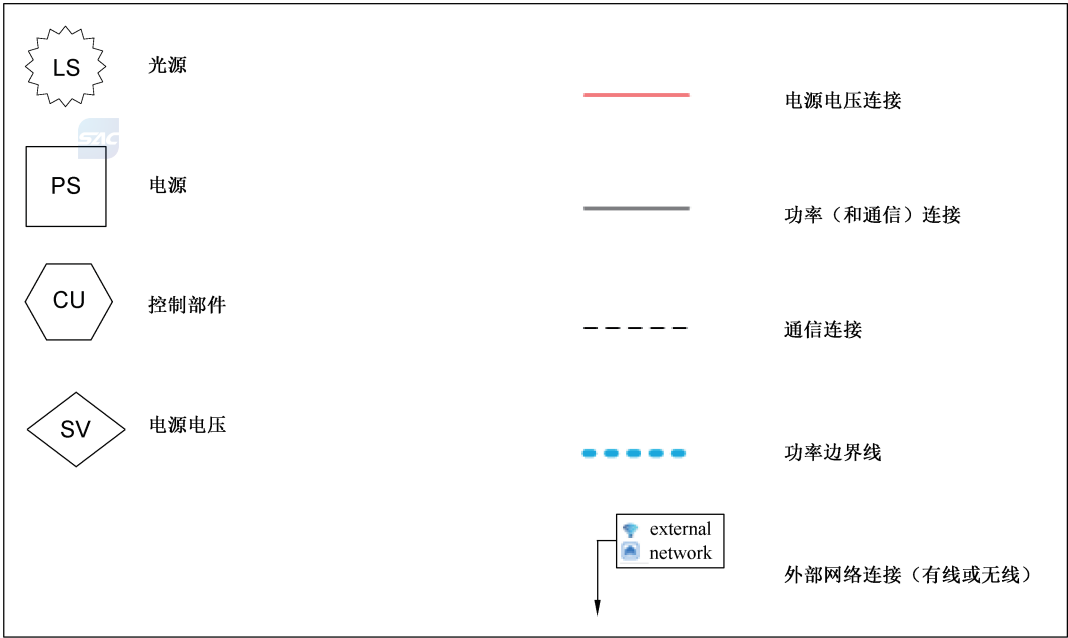 LS
光源
SAC
PS
电源
CU
控制部件
SV
电源电压
电源电压连接
功率（和通信）连接
通信连接
功率边界线
external
network
外部网络连接（有线或无线）